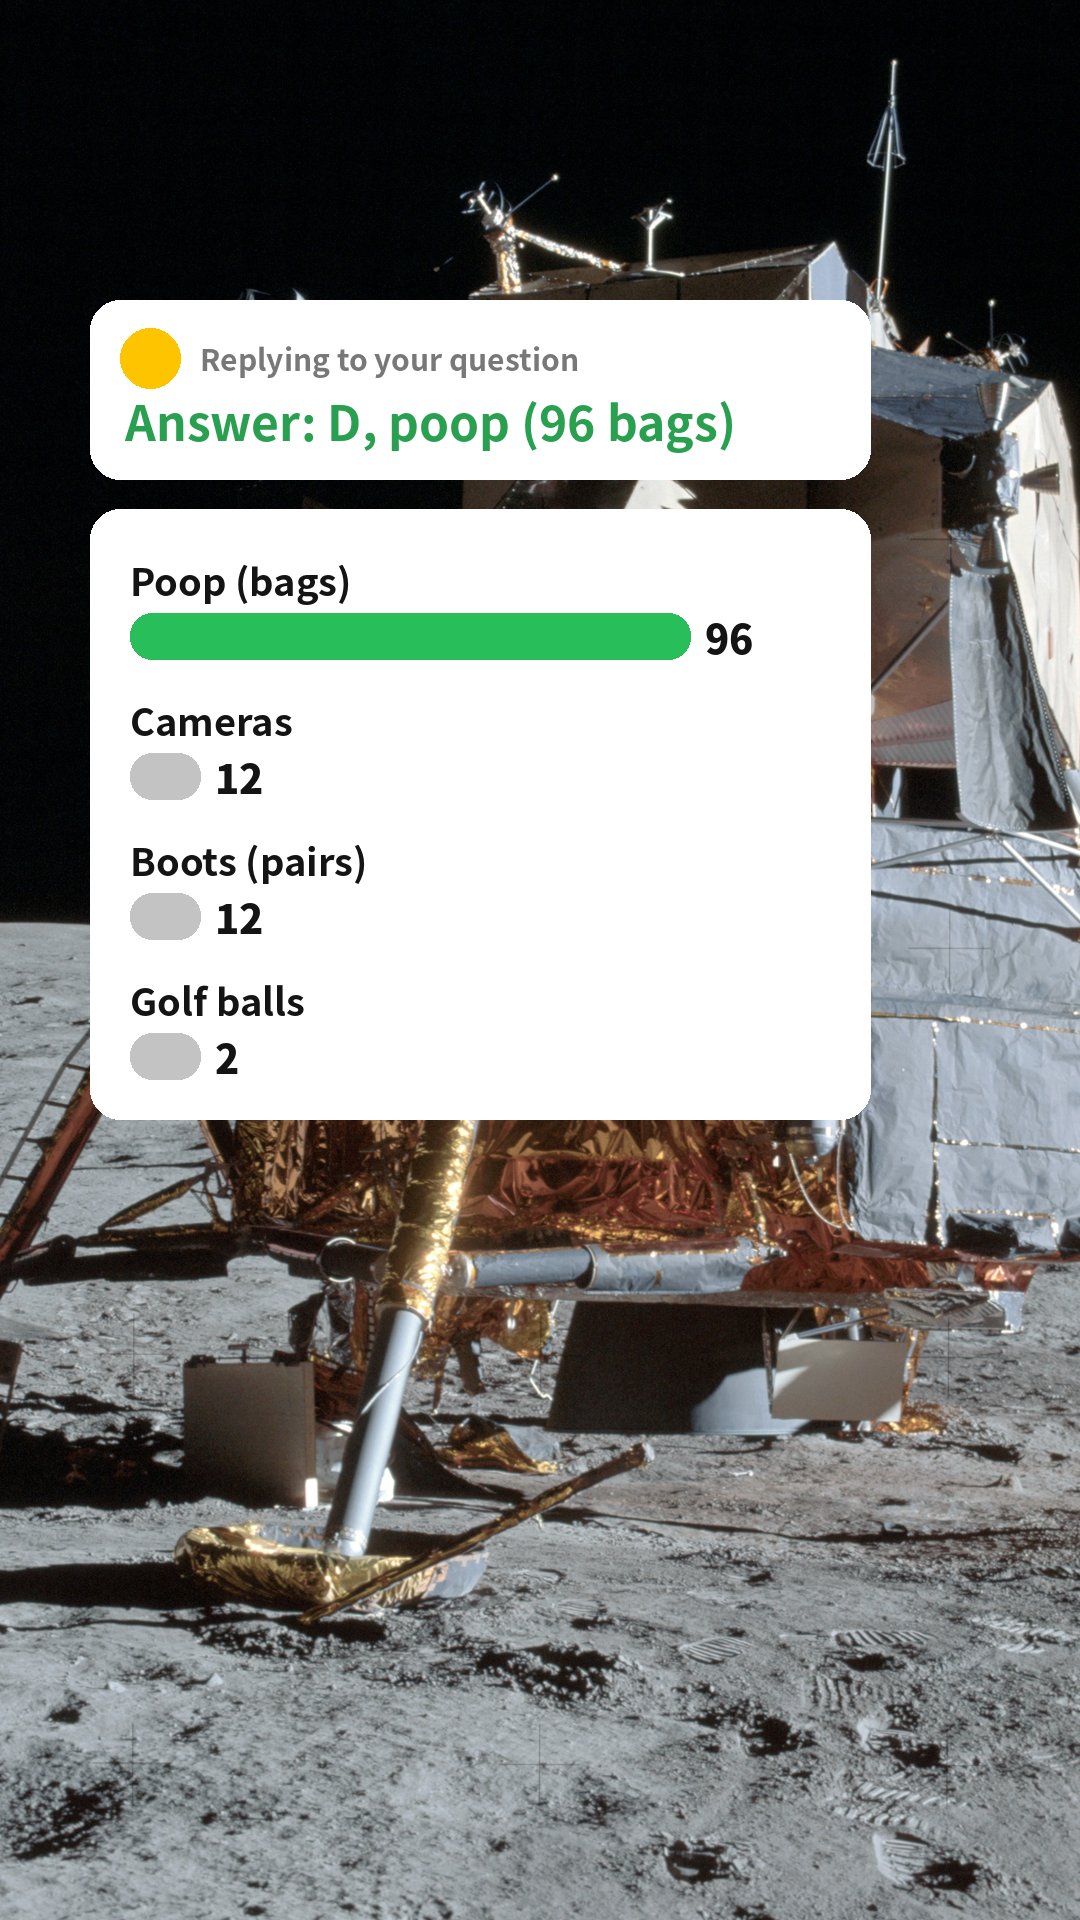 Replying to your question
Answer: D, poop (96 bags)
Poop (bags)
96
Cameras
12
Boots (pairs)
12
Golf balls
2